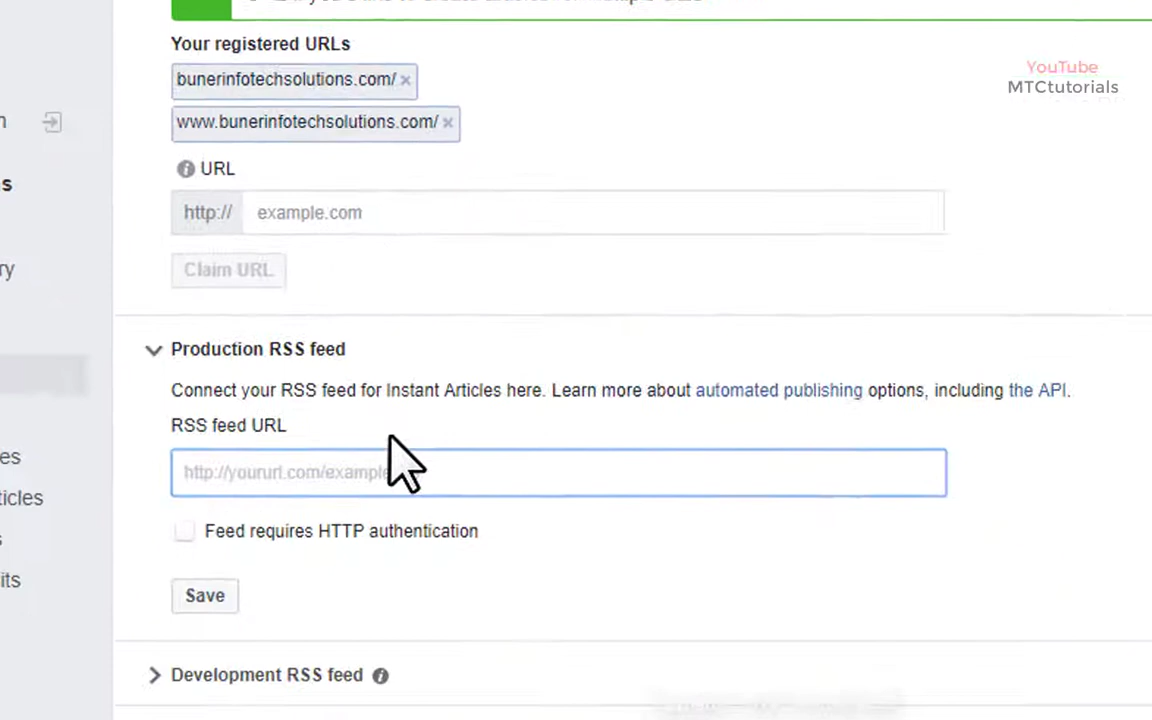 Your registered URLs
YouTube
MTCtutorials
bunerinfotechsolutions.com/ ×
www.bunerinfotechsolutions.com/ ×
URL
http:// example.com
Claim URL
Production RSS feed
Connect your RSS feed for Instant Articles here. Learn more about automated publishing options, including the API.
RSS feed URL
http://yoururl.com/example
Feed requires HTTP authentication
Save
Development RSS feed